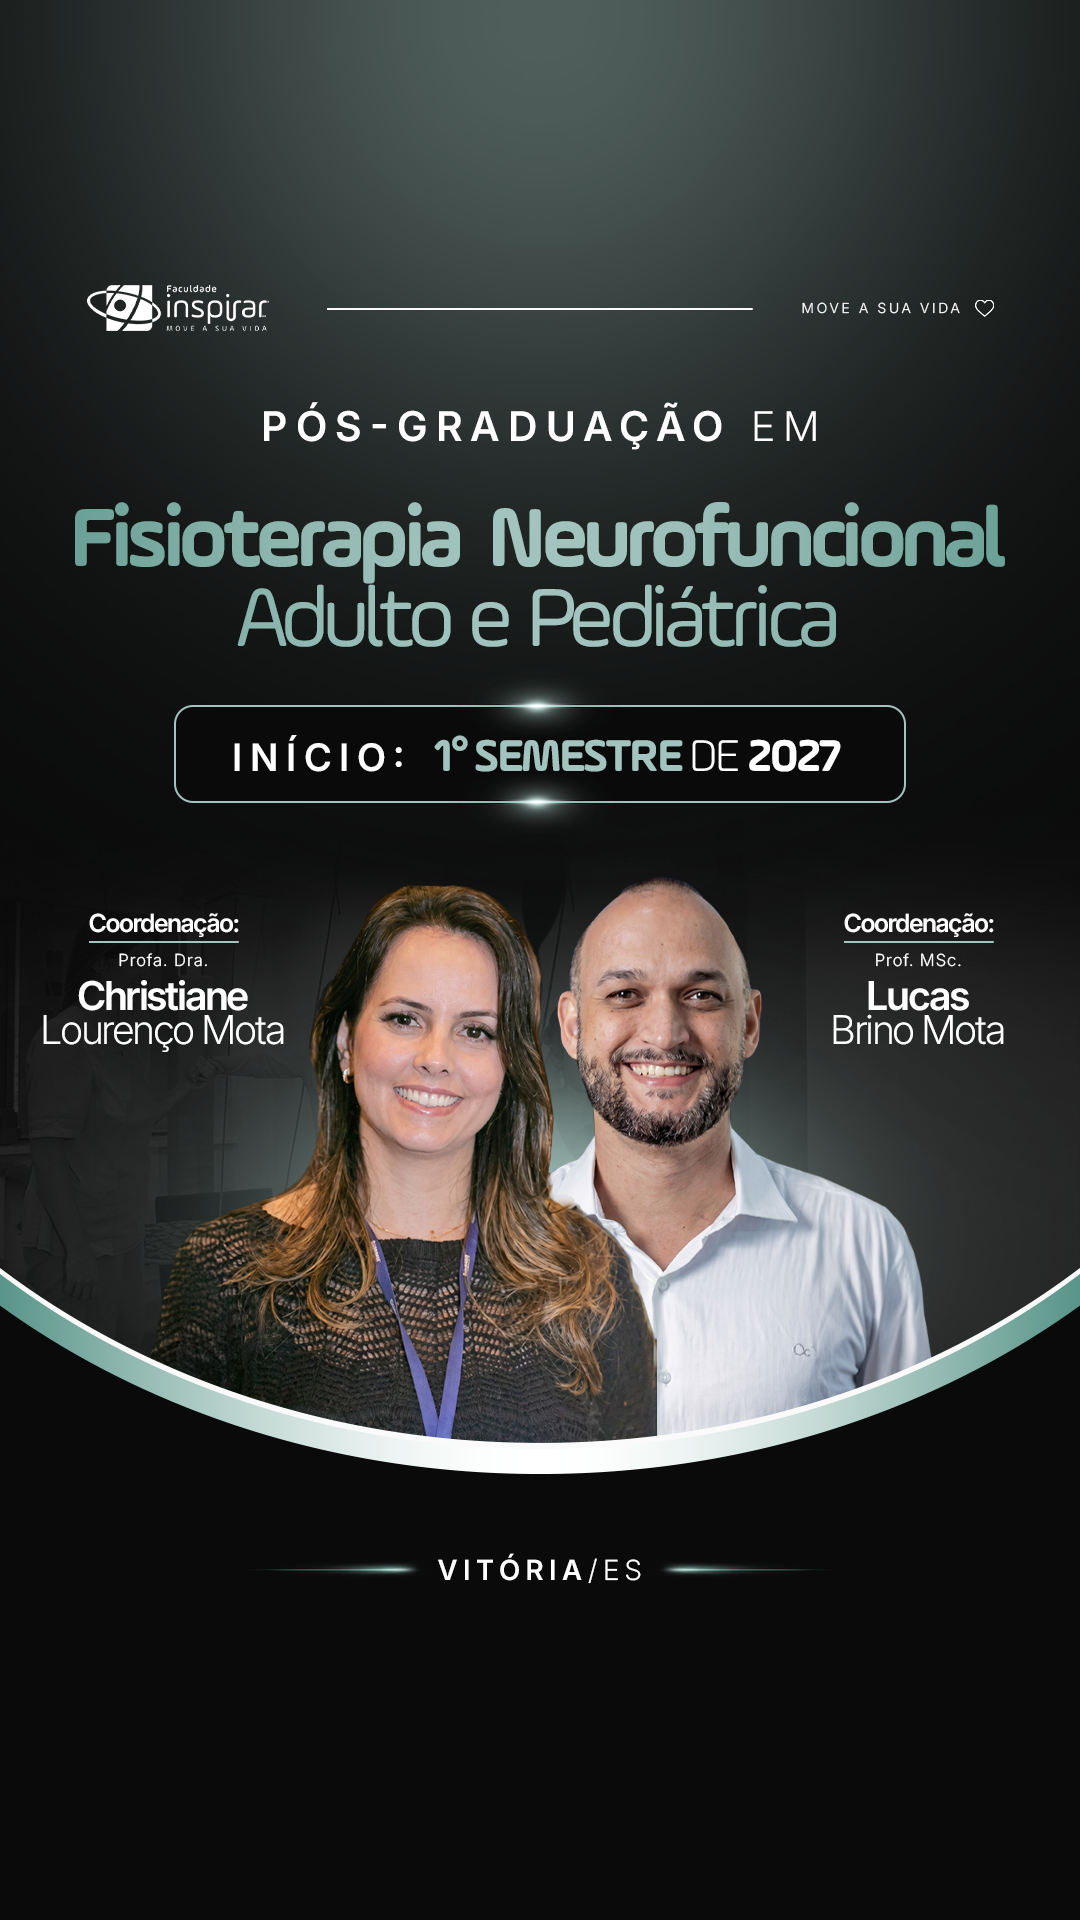 Faculdade
inspirar
MOVE A SUA VIDA
MOVE A SUA VIDA
PÓS-GRADUAÇÃO EM
Fisioterapia Neurofuncional
Adulto e Pediátrica
INÍCIO: 1º SEMESTRE DE 2027
Coordenação:
Profa. Dra.
Christiane
Lourenço Mota
Coordenação:
Prof. MSc.
Lucas
Brino Mota
VITÓRIA/ES